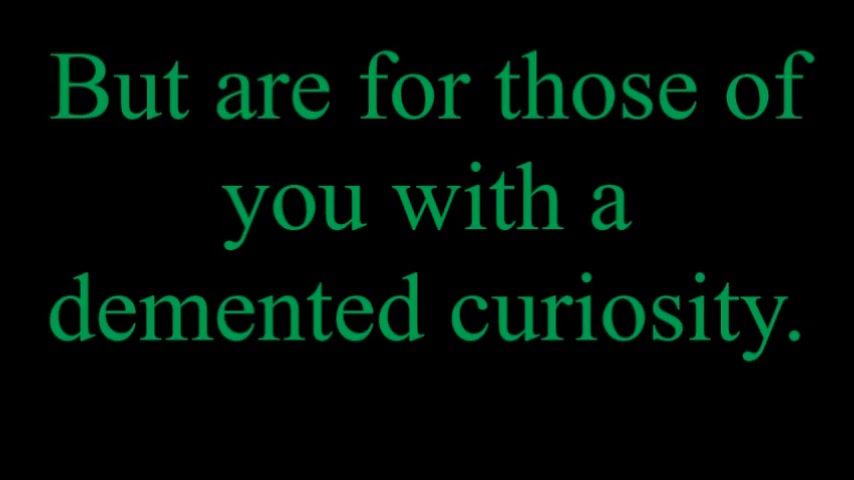 But are for those of
you with a
demented curiosity.